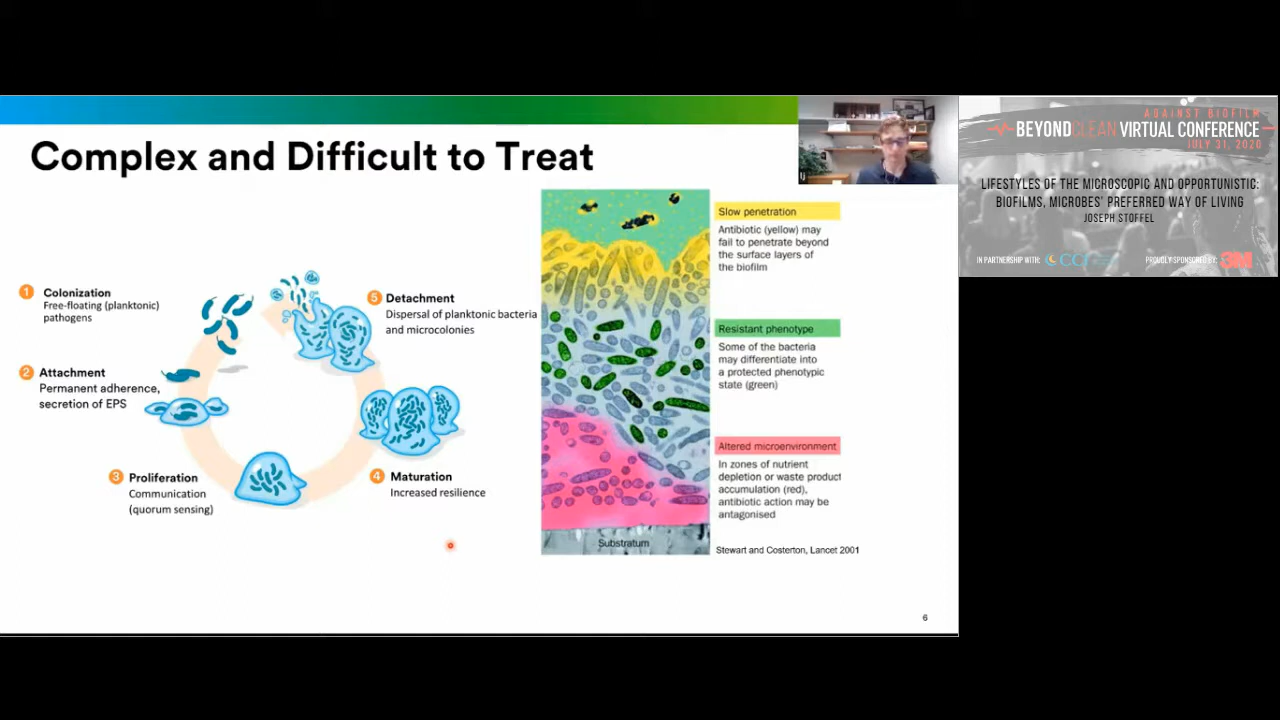 Complex and Difficult to Treat
1 Colonization
Free-floating (planktonic)
pathogens
2 Attachment
Permanent adherence,
secretion of EPS
3 Proliferation
Communication
(quorum sensing)
4 Maturation
Increased resilience
5 Detachment
Dispersal of planktonic bacteria
and microcolonies
Slow penetration
Antibiotic (yellow) may
fail to penetrate beyond
the surface layers of
the biofilm
Resistant phenotype
Some of the bacteria
may differentiate into
a protected phenotypic
state (green)
Altered microenvironment
In zones of nutrient
depletion or waste product
accumulation (red),
antibiotic action may be
antagonised
Substratum
Stewart and Costerton, Lancet 2001
6
AGAINST BIOFILM
BEYONDCLEAN VIRTUAL CONFERENCE
JULY 31, 2020
LIFESTYLES OF THE MICROSCOPIC AND OPPORTUNISTIC:
BIOFILMS, MICROBES' PREFERRED WAY OF LIVING
JOSEPH STOFFEL
IN PARTNERSHIP WITH:
PROUDLY SPONSORED BY: 3M